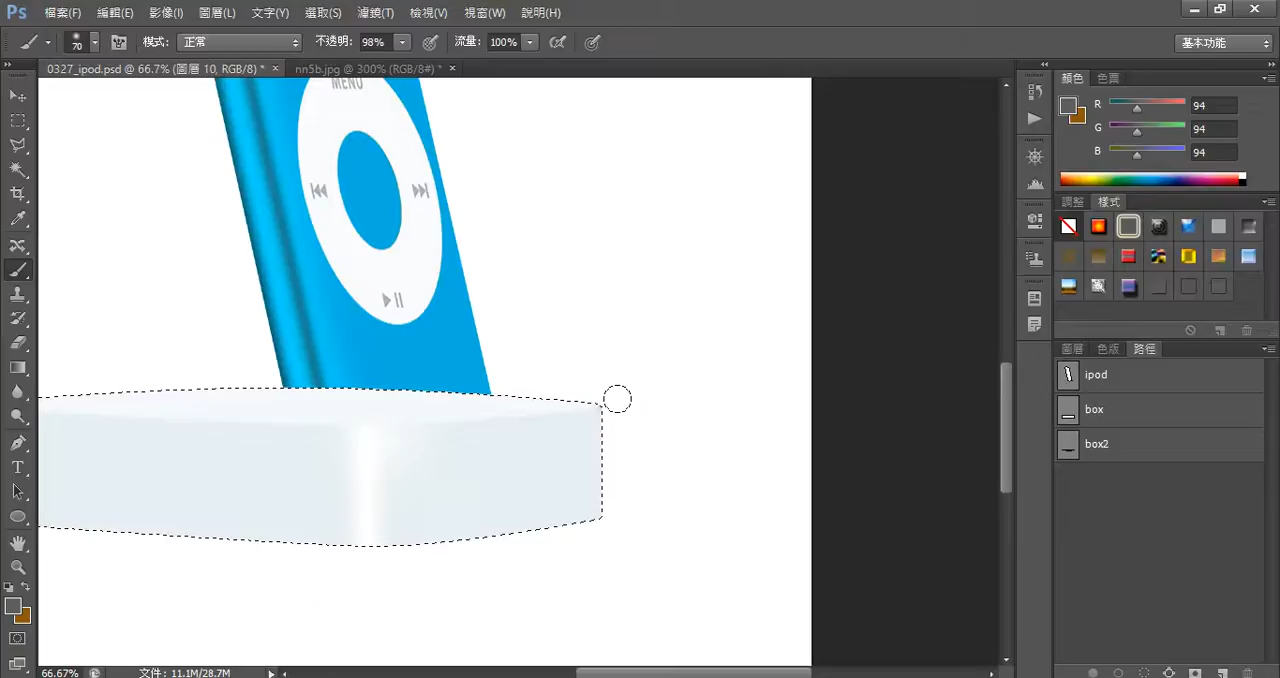 Ps 檔案(F) 編輯(E) 影像(I) 圖層(L) 文字(Y) 選取(S) 濾鏡(T) 檢視(V) 視窗(W) 說明(H)
70 模式: 正常 不透明: 98% 流量: 100% 基本功能
0327_ipod.psd @ 66.7% (圖層 10, RGB/8) * × nn5b.jpg @ 300% (RGB/8#) * ×
MENU
顏色 色票
R 94
G 94
B 94
調整 樣式
圖層 色版 路徑
ipod
box
box2
T
66.67% 文件: 11.1M/28.7M